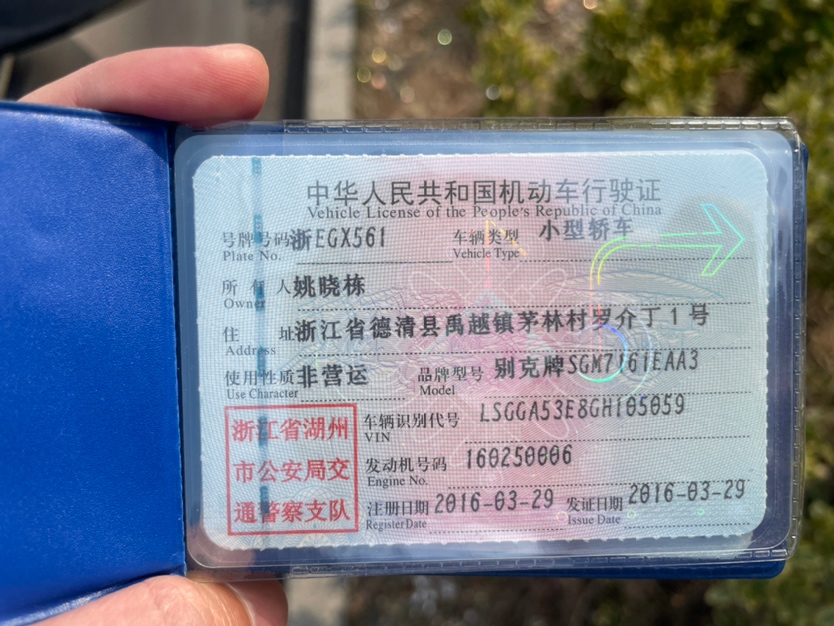 中华人民共和国机动车行驶证
Vehicle License of the People's Republic of China
号牌号码 浙EGX561 车辆类型 小型轿车
Plate No. Vehicle Type
所有人 姚晓栋
Owner
住址 浙江省德清县禹越镇茅林村罗介丁1号
Address
使用性质 非营运 品牌型号 别克牌SGM7161EAA3
Use Character Model
浙江省湖州
市公安局交
通警察支队
车辆识别代号 LSGGA53E8GH105059
VIN
发动机号码 160250006
Engine No.
注册日期 2016-03-29 发证日期 2016-03-29
Register Date Issue Date